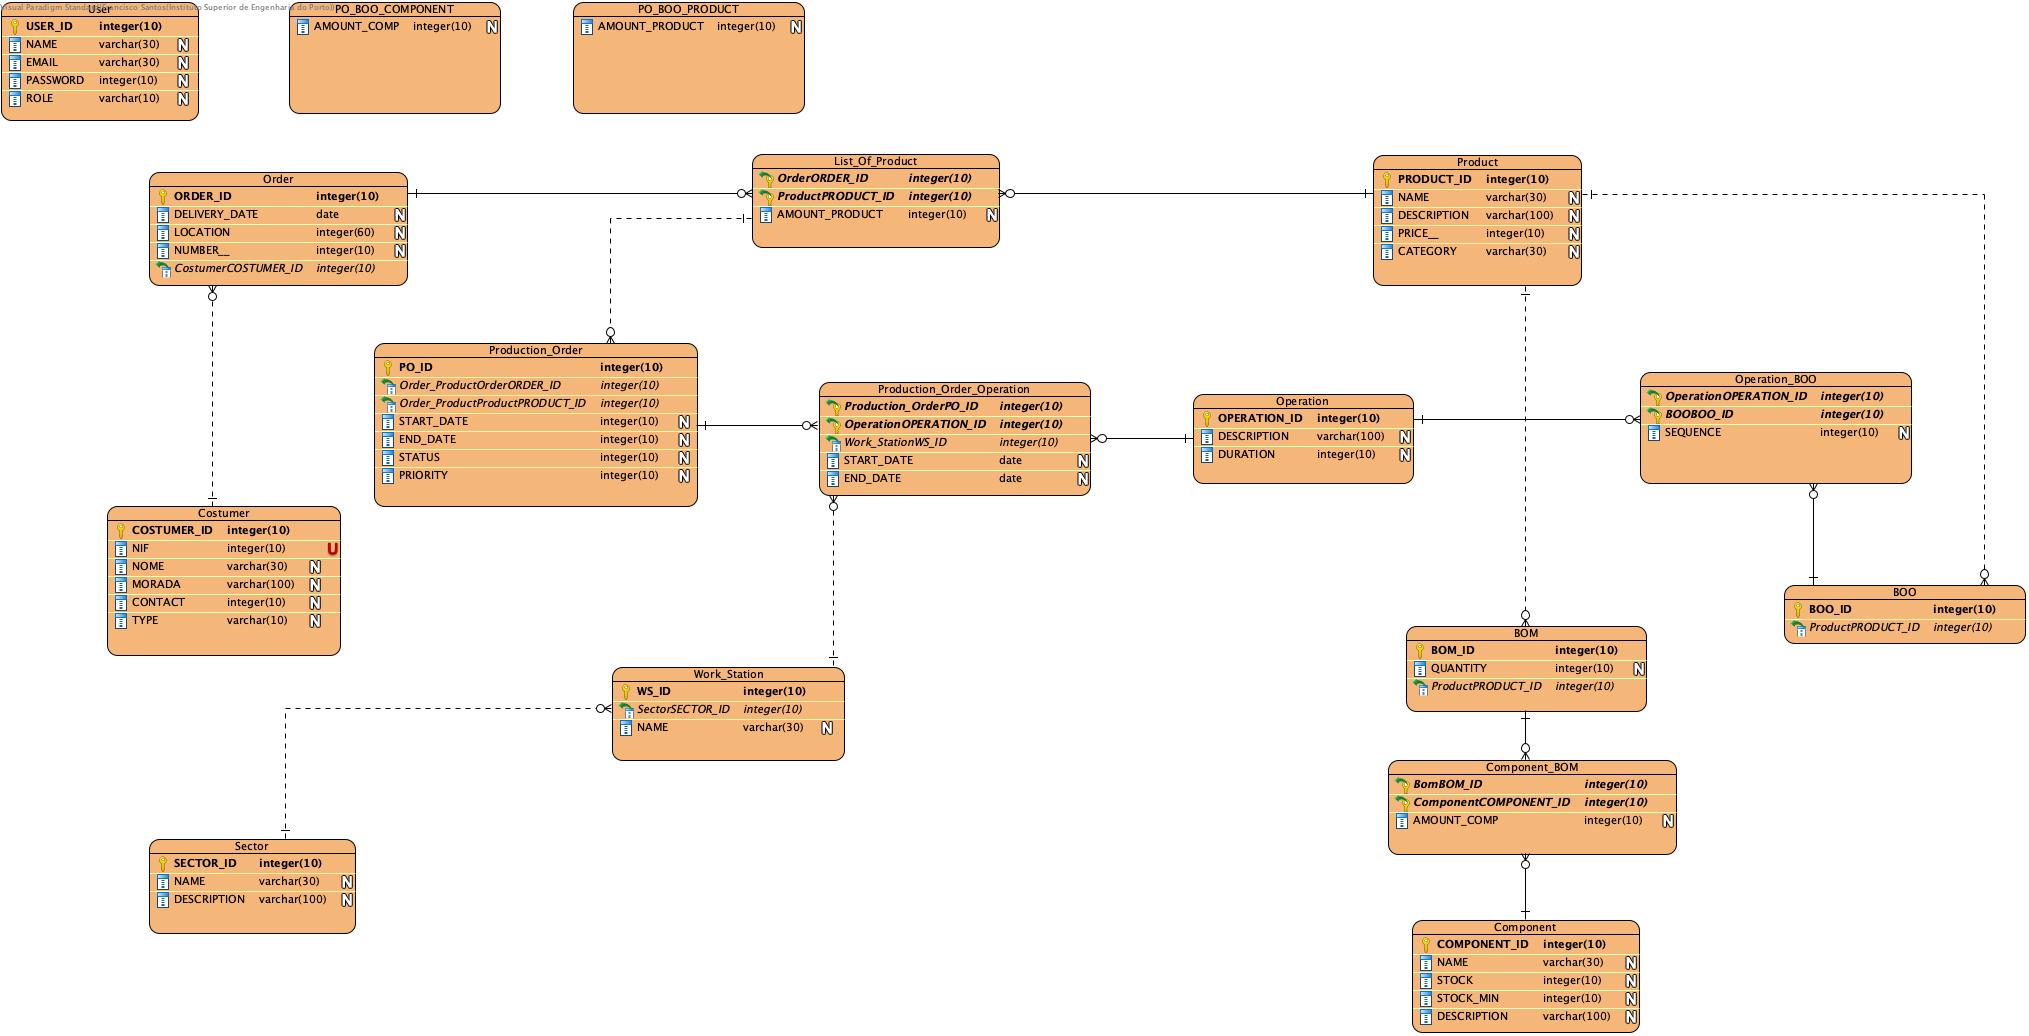 Visual Paradigm Standard(Francisco Santos(Instituto Superior de Engenharia do Porto))
User
USER_ID integer(10)
NAME varchar(30) N
EMAIL varchar(30) N
PASSWORD integer(10) N
ROLE varchar(10) N
PO_BOO_COMPONENT
AMOUNT_COMP integer(10) N
PO_BOO_PRODUCT
AMOUNT_PRODUCT integer(10) N
Order
ORDER_ID integer(10)
DELIVERY_DATE date N
LOCATION integer(60) N
NUMBER__ integer(10) N
CostumerCOSTUMER_ID integer(10)
List_Of_Product
OrderORDER_ID integer(10)
ProductPRODUCT_ID integer(10)
AMOUNT_PRODUCT integer(10) N
Product
PRODUCT_ID integer(10)
NAME varchar(30) N
DESCRIPTION varchar(100) N
PRICE__ integer(10) N
CATEGORY varchar(30) N
Production_Order
PO_ID integer(10)
Order_ProductOrderORDER_ID integer(10)
Order_ProductProductPRODUCT_ID integer(10)
START_DATE integer(10) N
END_DATE integer(10) N
STATUS integer(10) N
PRIORITY integer(10) N
Production_Order_Operation
Production_OrderPO_ID integer(10)
OperationOPERATION_ID integer(10)
Work_StationWS_ID integer(10)
START_DATE date N
END_DATE date N
Operation
OPERATION_ID integer(10)
DESCRIPTION varchar(100) N
DURATION integer(10) N
Operation_BOO
OperationOPERATION_ID integer(10)
BOOBOO_ID integer(10)
SEQUENCE integer(10) N
Costumer
COSTUMER_ID integer(10)
NIF integer(10) U
NOME varchar(30) N
MORADA varchar(100) N
CONTACT integer(10) N
TYPE varchar(10) N
BOO
BOO_ID integer(10)
ProductPRODUCT_ID integer(10)
BOM
BOM_ID integer(10)
QUANTITY integer(10) N
ProductPRODUCT_ID integer(10)
Work_Station
WS_ID integer(10)
SectorSECTOR_ID integer(10)
NAME varchar(30) N
Component_BOM
BomBOM_ID integer(10)
ComponentCOMPONENT_ID integer(10)
AMOUNT_COMP integer(10) N
Sector
SECTOR_ID integer(10)
NAME varchar(30) N
DESCRIPTION varchar(100) N
Component
COMPONENT_ID integer(10)
NAME varchar(30) N
STOCK integer(10) N
STOCK_MIN integer(10) N
DESCRIPTION varchar(100) N